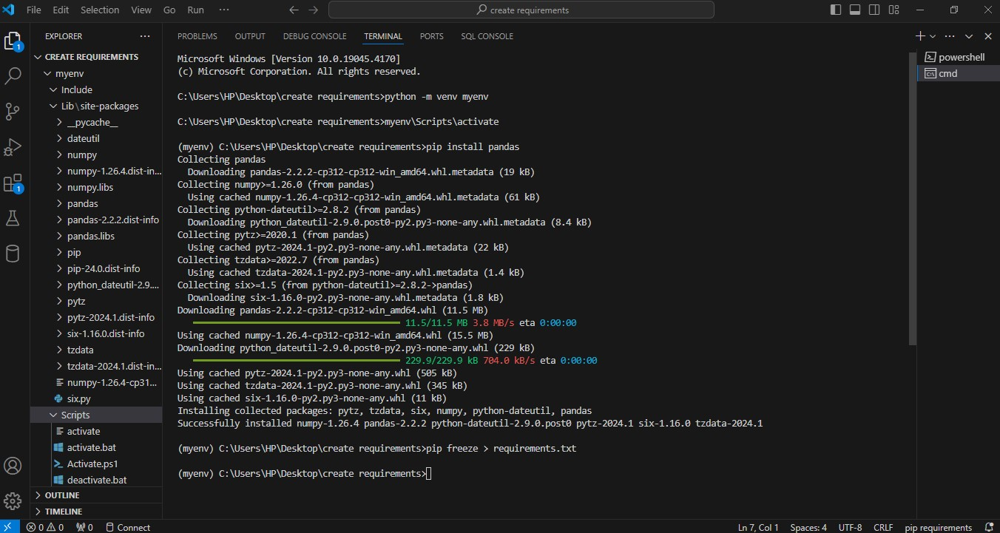 File Edit Selection View Go Run ···
create requirements
EXPLORER ···
CREATE REQUIREMENTS
myenv
Include
Lib\site-packages
__pycache__
dateutil
numpy
numpy-1.26.4.dist-in...
numpy.libs
pandas
pandas-2.2.2.dist-info
pandas.libs
pip
pip-24.0.dist-info
python_dateutil-2.9....
pytz
pytz-2024.1.dist-info
six-1.16.0.dist-info
tzdata
tzdata-2024.1.dist-in...
numpy-1.26.4-cp31...
six.py
Scripts
activate
activate.bat
Activate.ps1
deactivate.bat
OUTLINE
TIMELINE
1
1
PROBLEMS OUTPUT DEBUG CONSOLE TERMINAL PORTS SQL CONSOLE
Microsoft Windows [Version 10.0.19045.4170]
(c) Microsoft Corporation. All rights reserved.
C:\Users\HP\Desktop\create requirements>python -m venv myenv
C:\Users\HP\Desktop\create requirements>myenv\Scripts\activate
(myenv) C:\Users\HP\Desktop\create requirements>pip install pandas
Collecting pandas
Downloading pandas-2.2.2-cp312-cp312-win_amd64.whl.metadata (19 kB)
Collecting numpy>=1.26.0 (from pandas)
Using cached numpy-1.26.4-cp312-cp312-win_amd64.whl.metadata (61 kB)
Collecting python-dateutil>=2.8.2 (from pandas)
Downloading python_dateutil-2.9.0.post0-py2.py3-none-any.whl.metadata (8.4 kB)
Collecting pytz>=2020.1 (from pandas)
Using cached pytz-2024.1-py2.py3-none-any.whl.metadata (22 kB)
Collecting tzdata>=2022.7 (from pandas)
Using cached tzdata-2024.1-py2.py3-none-any.whl.metadata (1.4 kB)
Collecting six>=1.5 (from python-dateutil>=2.8.2->pandas)
Downloading six-1.16.0-py2.py3-none-any.whl.metadata (1.8 kB)
Downloading pandas-2.2.2-cp312-cp312-win_amd64.whl (11.5 MB)
11.5/11.5 MB 3.8 MB/s eta 0:00:00
Using cached numpy-1.26.4-cp312-cp312-win_amd64.whl (15.5 MB)
Downloading python_dateutil-2.9.0.post0-py2.py3-none-any.whl (229 kB)
229.9/229.9 kB 704.0 kB/s eta 0:00:00
Using cached pytz-2024.1-py2.py3-none-any.whl (505 kB)
Using cached tzdata-2024.1-py2.py3-none-any.whl (345 kB)
Using cached six-1.16.0-py2.py3-none-any.whl (11 kB)
Installing collected packages: pytz, tzdata, six, numpy, python-dateutil, pandas
Successfully installed numpy-1.26.4 pandas-2.2.2 python-dateutil-2.9.0.post0 pytz-2024.1 six-1.16.0 tzdata-2024.1
(myenv) C:\Users\HP\Desktop\create requirements>pip freeze > requirements.txt
(myenv) C:\Users\HP\Desktop\create requirements>
powershell
cmd
0 0 0 Connect Ln 7, Col 1 Spaces: 4 UTF-8 CRLF pip requirements